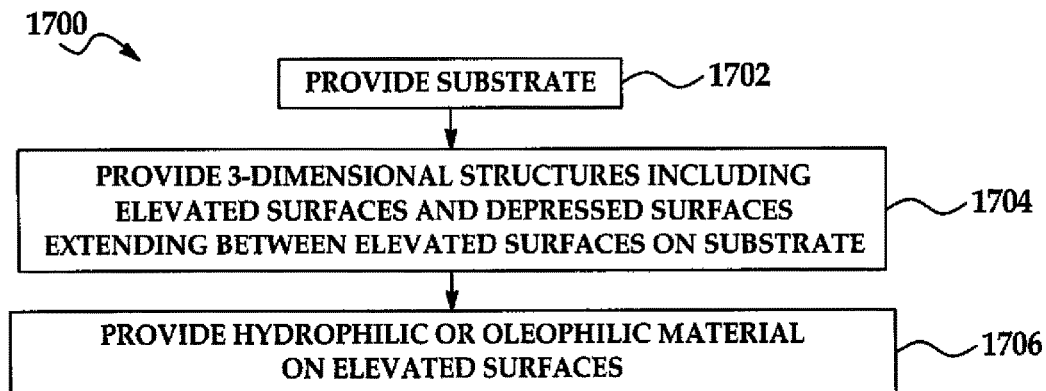 1700
PROVIDE SUBSTRATE
1702
PROVIDE 3-DIMENSIONAL STRUCTURES INCLUDING
ELEVATED SURFACES AND DEPRESSED SURFACES
EXTENDING BETWEEN ELEVATED SURFACES ON SUBSTRATE
1704
PROVIDE HYDROPHILIC OR OLEOPHILIC MATERIAL
ON ELEVATED SURFACES
1706